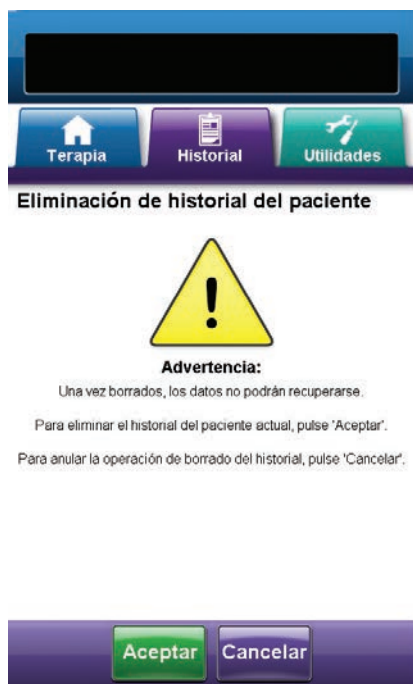 Terapia Historial Utilidades
Eliminación de historial del paciente
!
Advertencia:
Una vez borrados, los datos no podrán recuperarse.
Para eliminar el historial del paciente actual, pulse 'Aceptar'.
Para anular la operación de borrado del historial, pulse 'Cancelar'.
Aceptar Cancelar